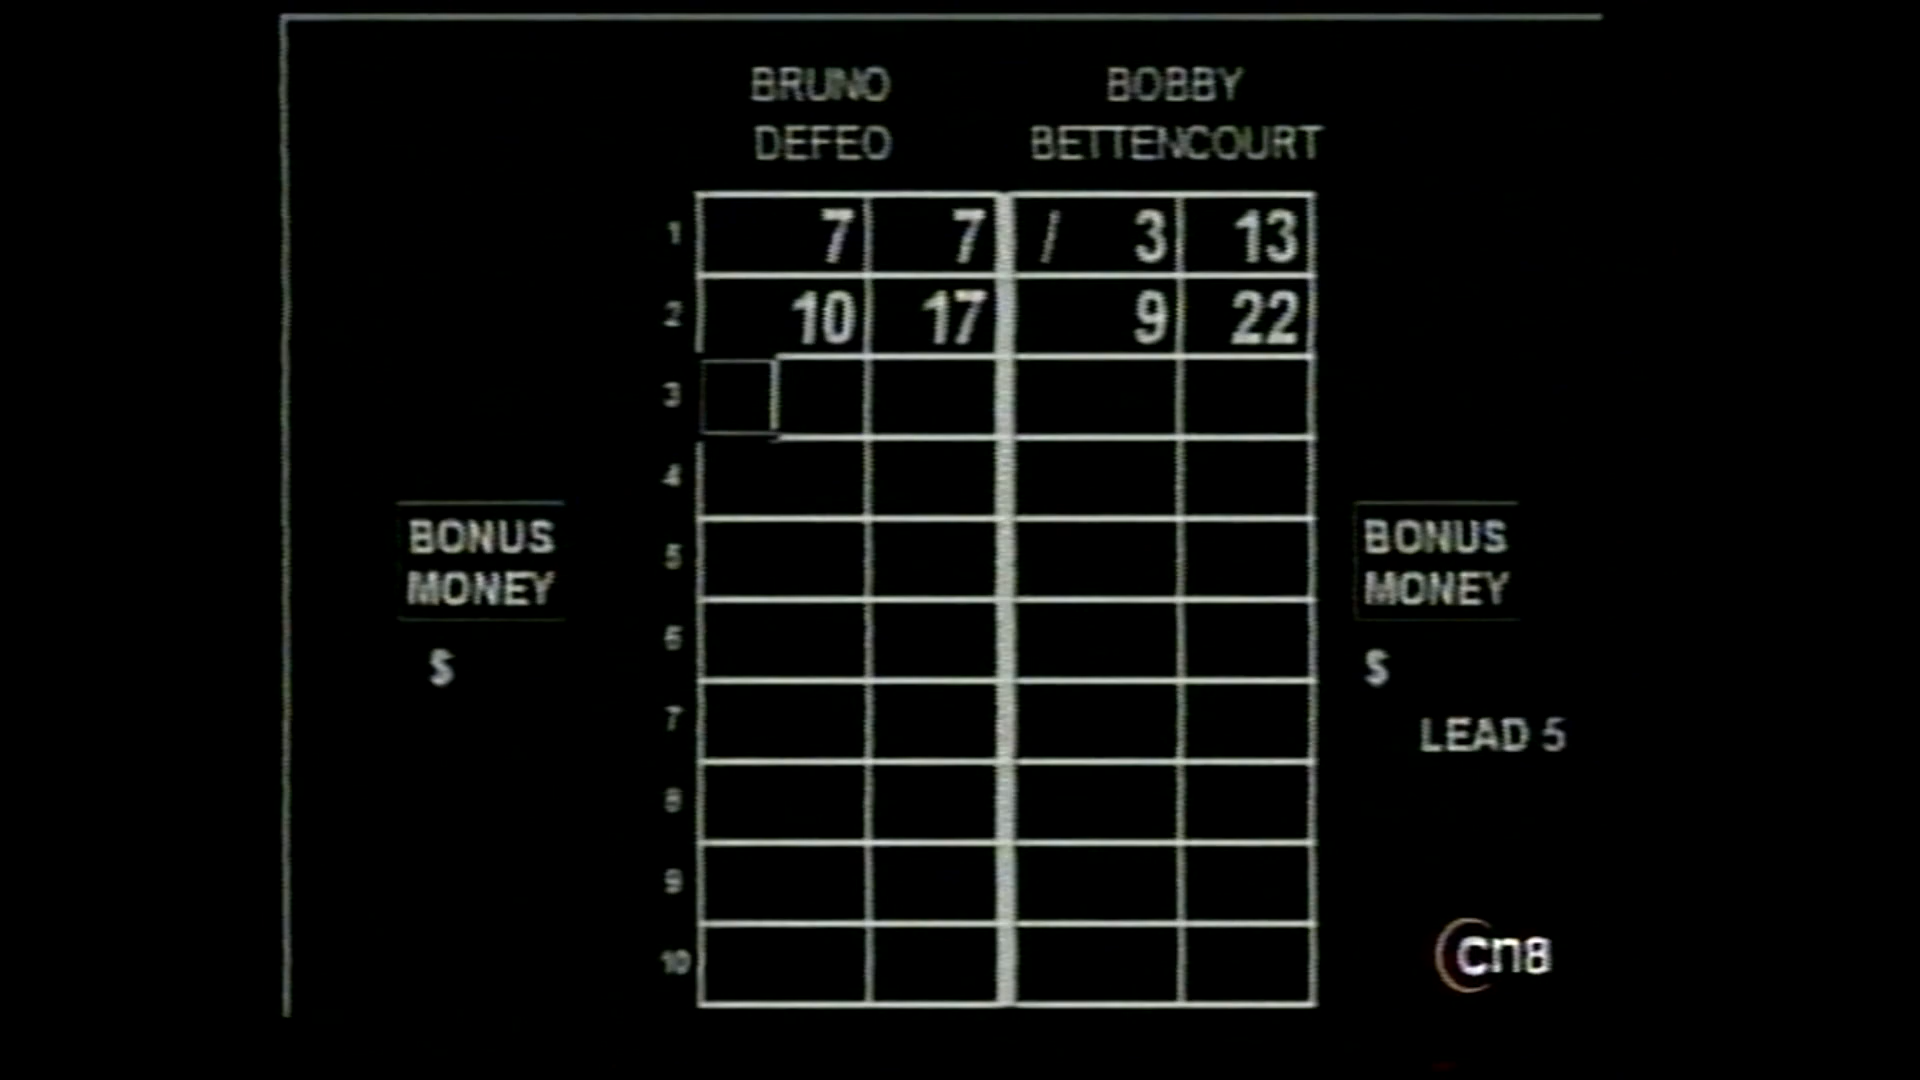 BRUNO DEFEO
BOBBY BETTENCOURT
1 7 7 / 3 13
2 10 17 9 22
3
4
5
6
7
8
9
10
BONUS
MONEY
$
BONUS
MONEY
$
LEAD 5
cn8